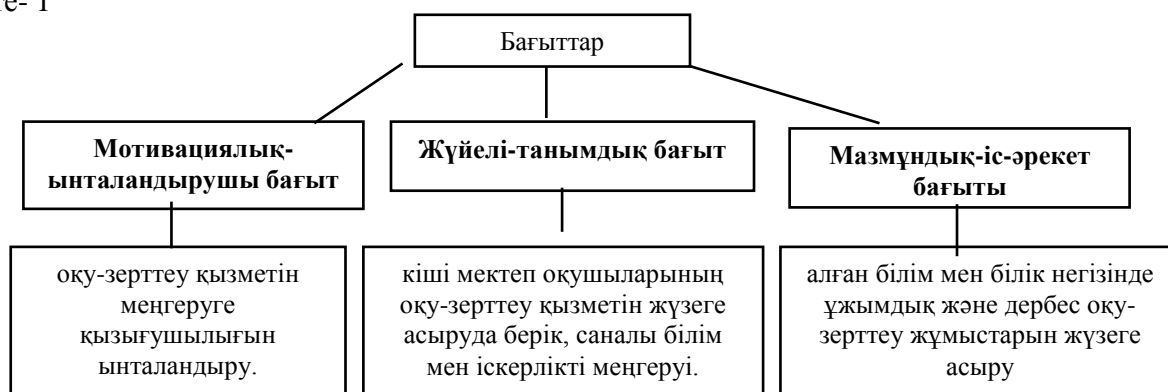 Бағыттар
Мотивациялық-
ынталандырушы бағыт
Жүйелі-танымдық бағыт
Мазмұндық-іс-әрекет
бағыты
оқу-зерттеу қызметін
меңгеруге
қызығушылығын
ынталандыру.
кіші мектеп оқушыларының
оқу-зерттеу қызметін жүзеге
асыруда берік, саналы білім
мен іскерлікті меңгеруі.
алған білім мен білік негізінде
ұжымдық және дербес оқу-
зерттеу жұмыстарын жүзеге
асыру